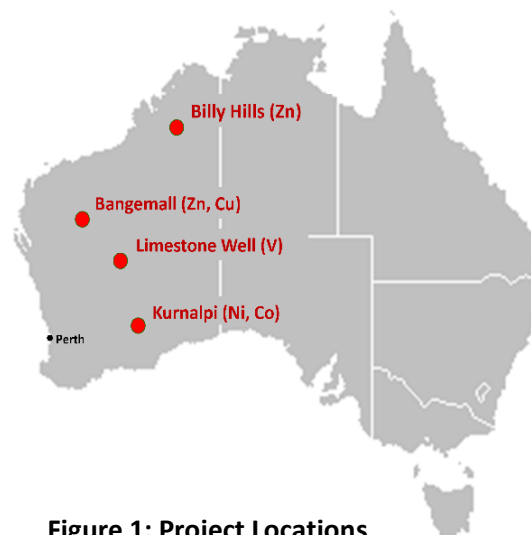 Billy Hills (Zn)
Bangemall (Zn, Cu)
Limestone Well (V)
Kurnalpi (Ni, Co)
Perth
Figure 1: Project Locations